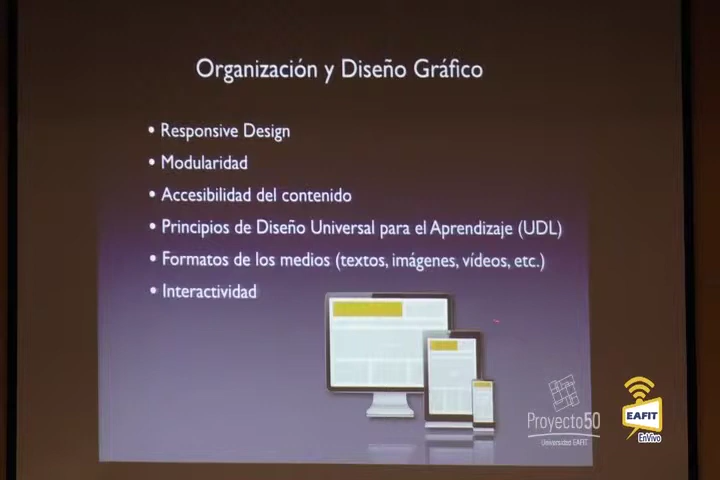 Organización y Diseño Gráfico
• Responsive Design
• Modularidad
• Accesibilidad del contenido
• Principios de Diseño Universal para el Aprendizaje (UDL)
• Formatos de los medios (textos, imágenes, vídeos, etc.)
• Interactividad
Proyecto50
Universidad EAFIT
EAFIT
EnVivo